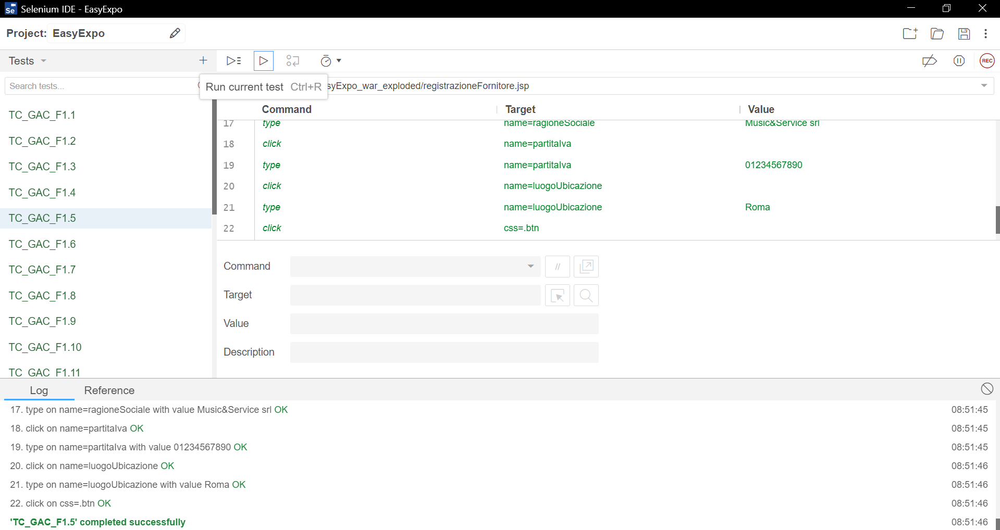 Selenium IDE - EasyExpo
Project: EasyExpo
Tests
REC
Search tests...
Run current test Ctrl+R
syExpo_war_exploded/registrazioneFornitore.jsp
Command Target Value
17 type name=ragioneSociale Music&Service srl
18 click name=partitaIva
19 type name=partitaIva 01234567890
20 click name=luogoUbicazione
21 type name=luogoUbicazione Roma
22 click css=.btn
TC_GAC_F1.1
TC_GAC_F1.2
TC_GAC_F1.3
TC_GAC_F1.4
TC_GAC_F1.5
TC_GAC_F1.6
TC_GAC_F1.7
TC_GAC_F1.8
TC_GAC_F1.9
TC_GAC_F1.10
TC_GAC_F1.11
Command //
Target
Value
Description
Log Reference
17. type on name=ragioneSociale with value Music&Service srl OK 08:51:45
18. click on name=partitaIva OK 08:51:45
19. type on name=partitaIva with value 01234567890 OK 08:51:45
20. click on name=luogoUbicazione OK 08:51:46
21. type on name=luogoUbicazione with value Roma OK 08:51:46
22. click on css=.btn OK 08:51:46
'TC_GAC_F1.5' completed successfully 08:51:46